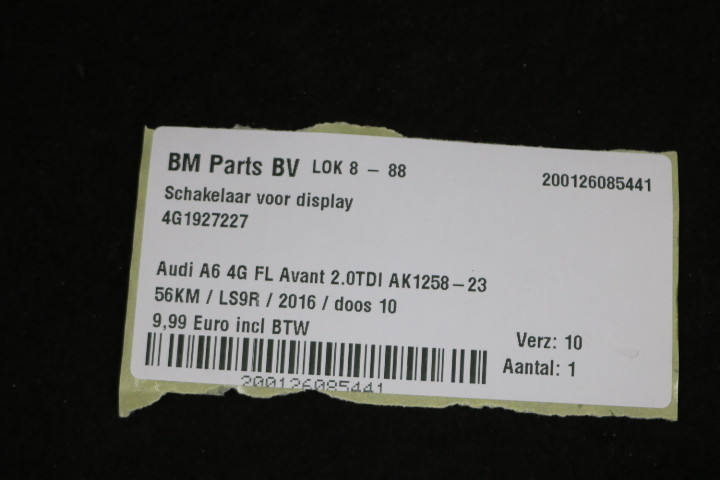 BM Parts BV LOK 8 – 88
200126085441
Schakelaar voor display
4G1927227
Audi A6 4G FL Avant 2.0TDI AK1258–23
56KM / LS9R / 2016 / doos 10
9,99 Euro incl BTW
Verz: 10
Aantal: 1
200126085441